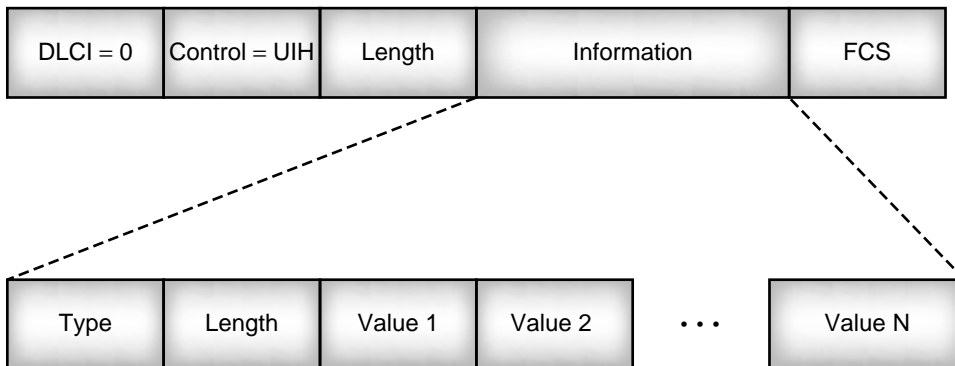 DLCI = 0 Control = UIH Length Information FCS
Type Length Value 1 Value 2 ... Value N